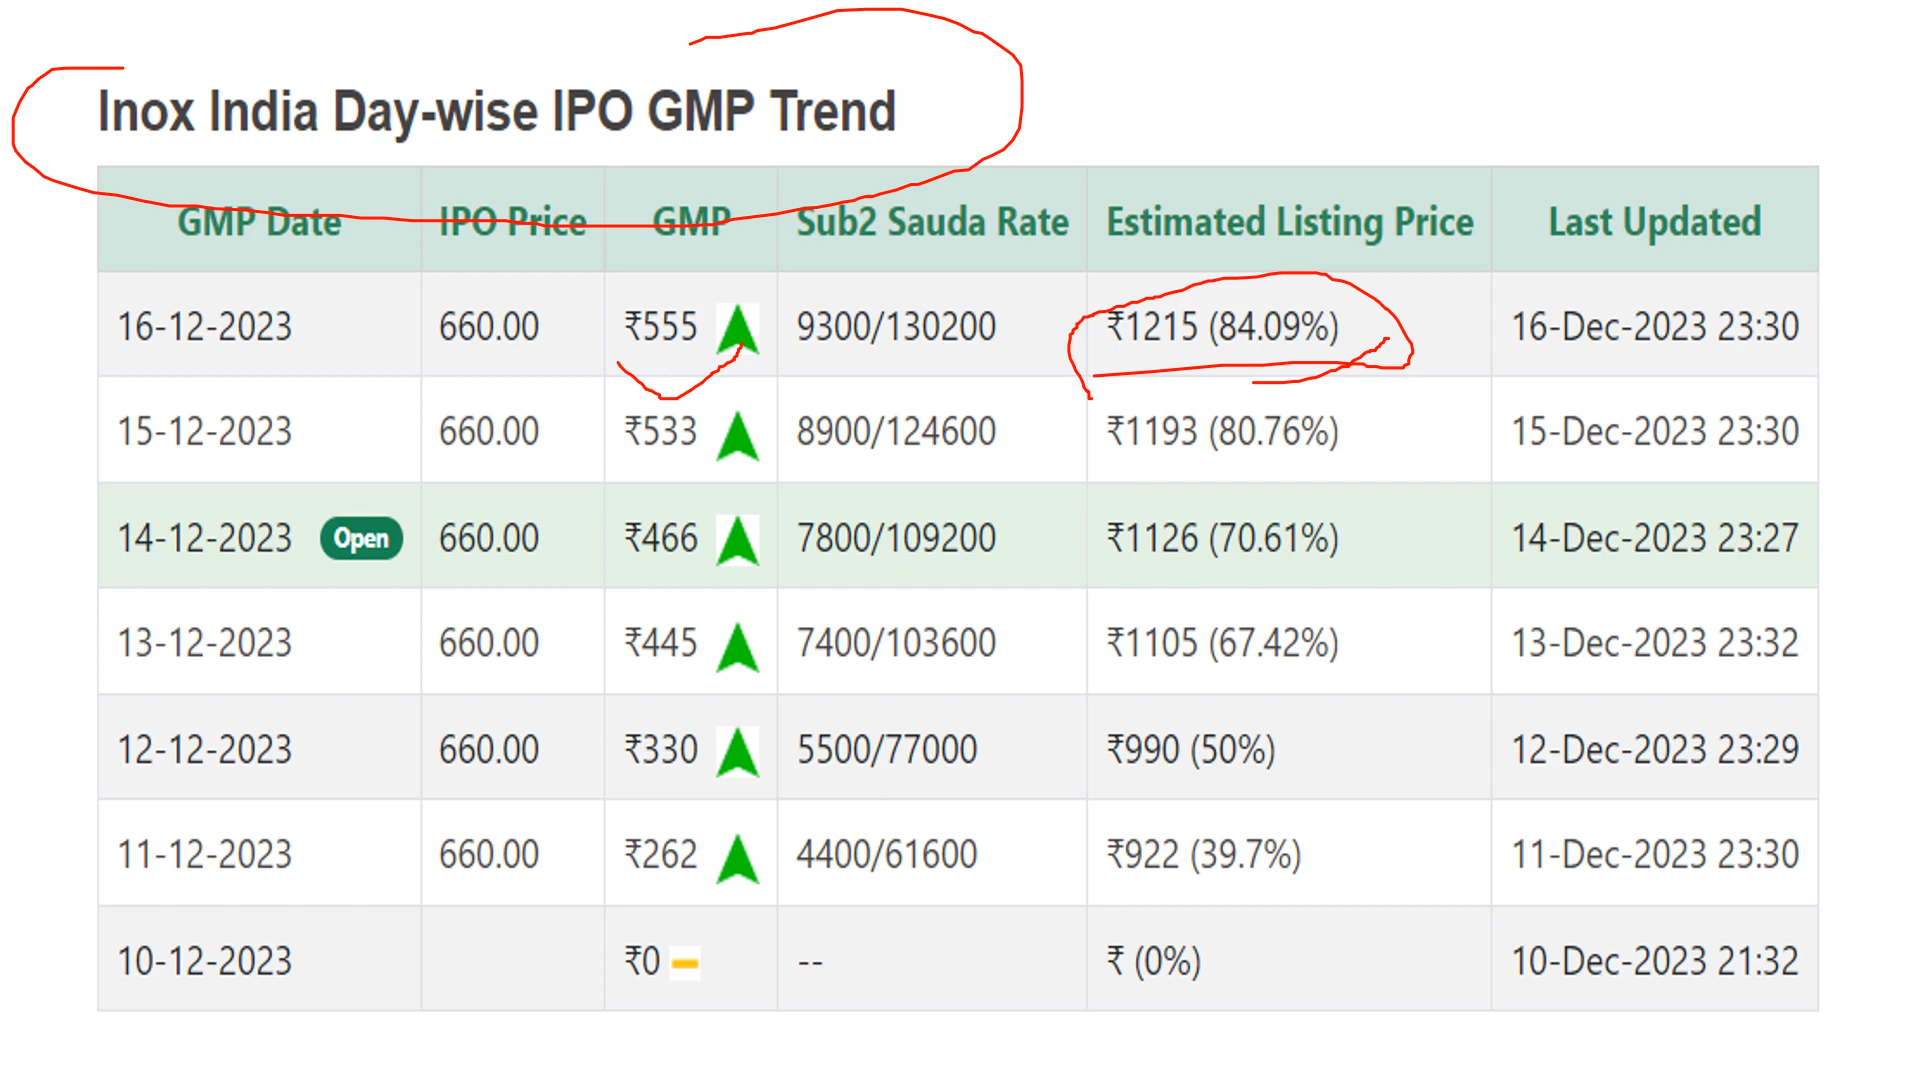 Inox India Day-wise IPO GMP Trend
GMP Date IPO Price GMP Sub2 Sauda Rate Estimated Listing Price Last Updated
16-12-2023 660.00 ₹555 9300/130200 ₹1215 (84.09%) 16-Dec-2023 23:30
15-12-2023 660.00 ₹533 8900/124600 ₹1193 (80.76%) 15-Dec-2023 23:30
14-12-2023 Open 660.00 ₹466 7800/109200 ₹1126 (70.61%) 14-Dec-2023 23:27
13-12-2023 660.00 ₹445 7400/103600 ₹1105 (67.42%) 13-Dec-2023 23:32
12-12-2023 660.00 ₹330 5500/77000 ₹990 (50%) 12-Dec-2023 23:29
11-12-2023 660.00 ₹262 4400/61600 ₹922 (39.7%) 11-Dec-2023 23:30
10-12-2023 ₹0 -- ₹ (0%) 10-Dec-2023 21:32